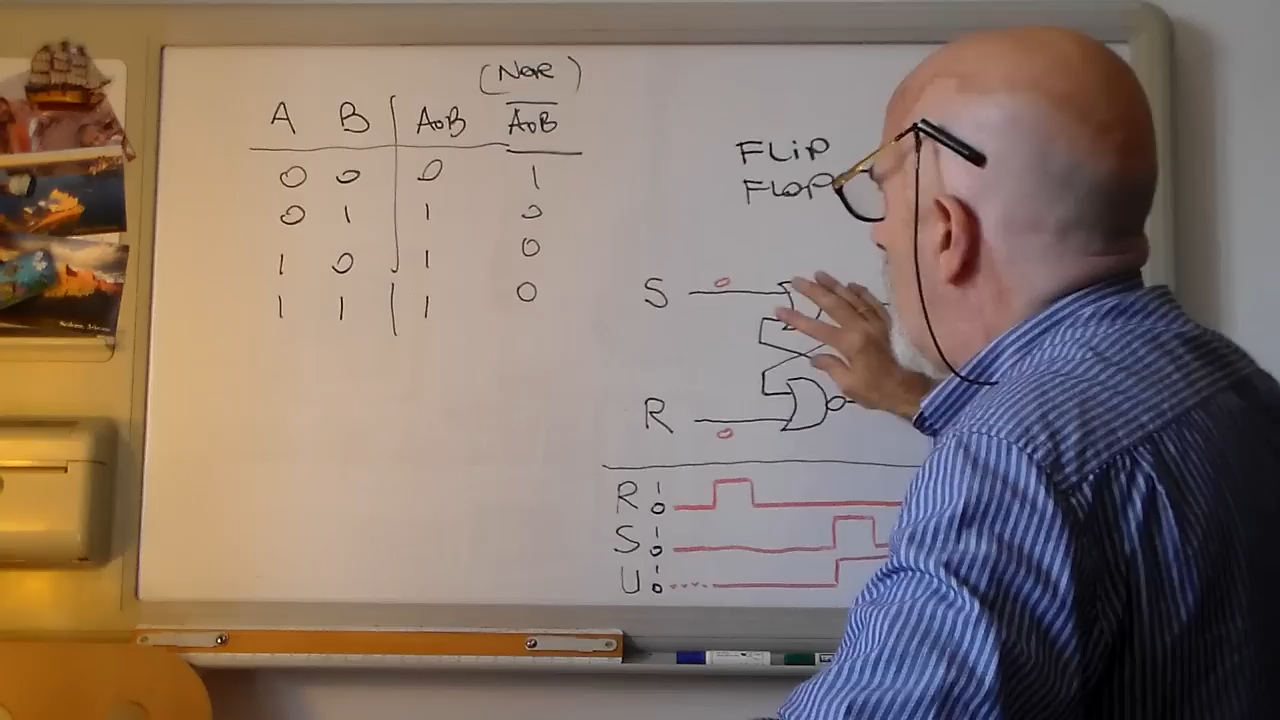 (NOR)
A B AoB A̅o̅B̅
0 0 0 1
0 1 1 0
1 0 1 0
1 1 1 0
FLiP
FLOP
S 0
R
0
R 1 0
S 1 0
U 1 0